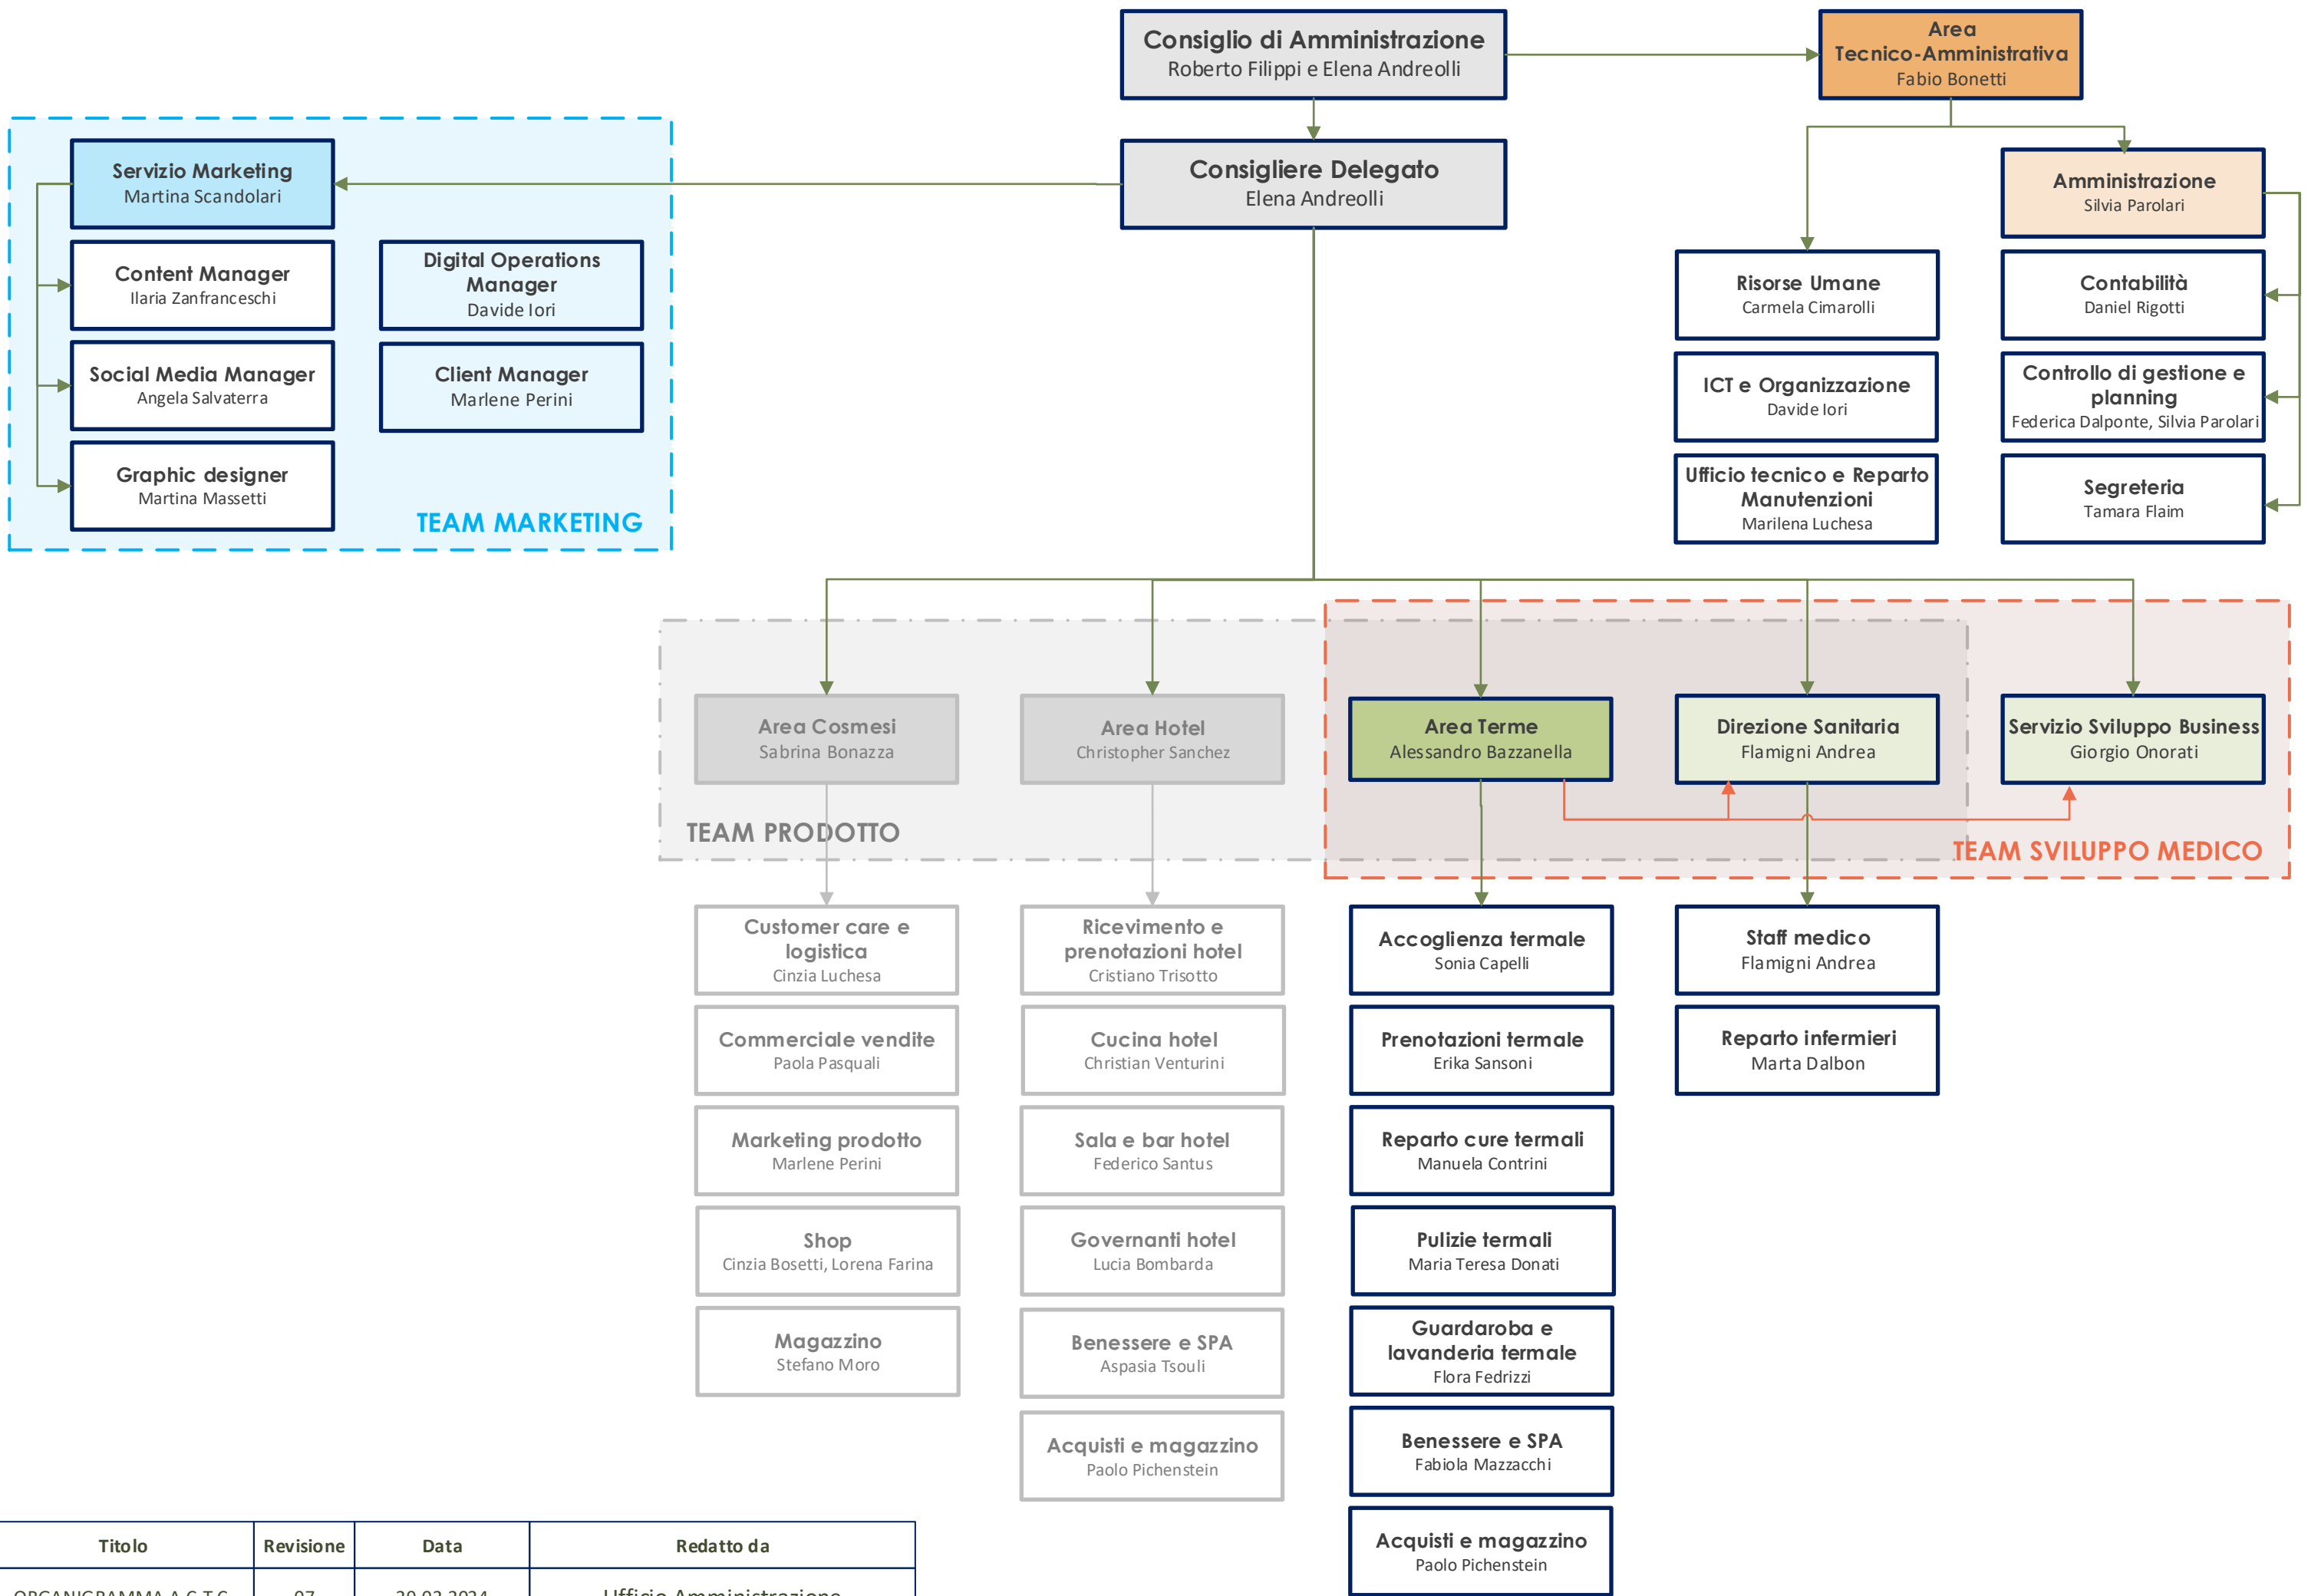 Consiglio di Amministrazione
Roberto Filippi e Elena Andreolli
Area
Tecnico-Amministrativa
Fabio Bonetti
Consigliere Delegato
Elena Andreolli
Servizio Marketing
Martina Scandolari
Content Manager
Ilaria Zanfranceschi
Social Media Manager
Angela Salvaterra
Graphic designer
Martina Massetti
Digital Operations
Manager
Davide Iori
Client Manager
Marlene Perini
TEAM MARKETING
Amministrazione
Silvia Parolari
Risorse Umane
Carmela Cimarolli
ICT e Organizzazione
Davide Iori
Ufficio tecnico e Reparto
Manutenzioni
Marilena Luchesa
Contabilità
Daniel Rigotti
Controllo di gestione e
planning
Federica Dalponte, Silvia Parolari
Segreteria
Tamara Flaim
Area Cosmesi
Sabrina Bonazza
Area Hotel
Christopher Sanchez
Area Terme
Alessandro Bazzanella
Direzione Sanitaria
Flamigni Andrea
Servizio Sviluppo Business
Giorgio Onorati
TEAM PRODOTTO
TEAM SVILUPPO MEDICO
Customer care e
logistica
Cinzia Luchesa
Commerciale vendite
Paola Pasquali
Marketing prodotto
Marlene Perini
Shop
Cinzia Bosetti, Lorena Farina
Magazzino
Stefano Moro
Ricevimento e
prenotazioni hotel
Cristiano Trisotto
Cucina hotel
Christian Venturini
Sala e bar hotel
Federico Santus
Governanti hotel
Lucia Bombarda
Benessere e SPA
Aspasia Tsouli
Acquisti e magazzino
Paolo Pichenstein
Accoglienza termale
Sonia Capelli
Prenotazioni termale
Erika Sansoni
Reparto cure termali
Manuela Contrini
Pulizie termali
Maria Teresa Donati
Guardaroba e
lavanderia termale
Flora Fedrizzi
Benessere e SPA
Fabiola Mazzacchi
Acquisti e magazzino
Paolo Pichenstein
Staff medico
Flamigni Andrea
Reparto infermieri
Marta Dalbon
Titolo Revisione Data Redatto da
ORGANIGRAMMA 07 Ufficio Amministrazione